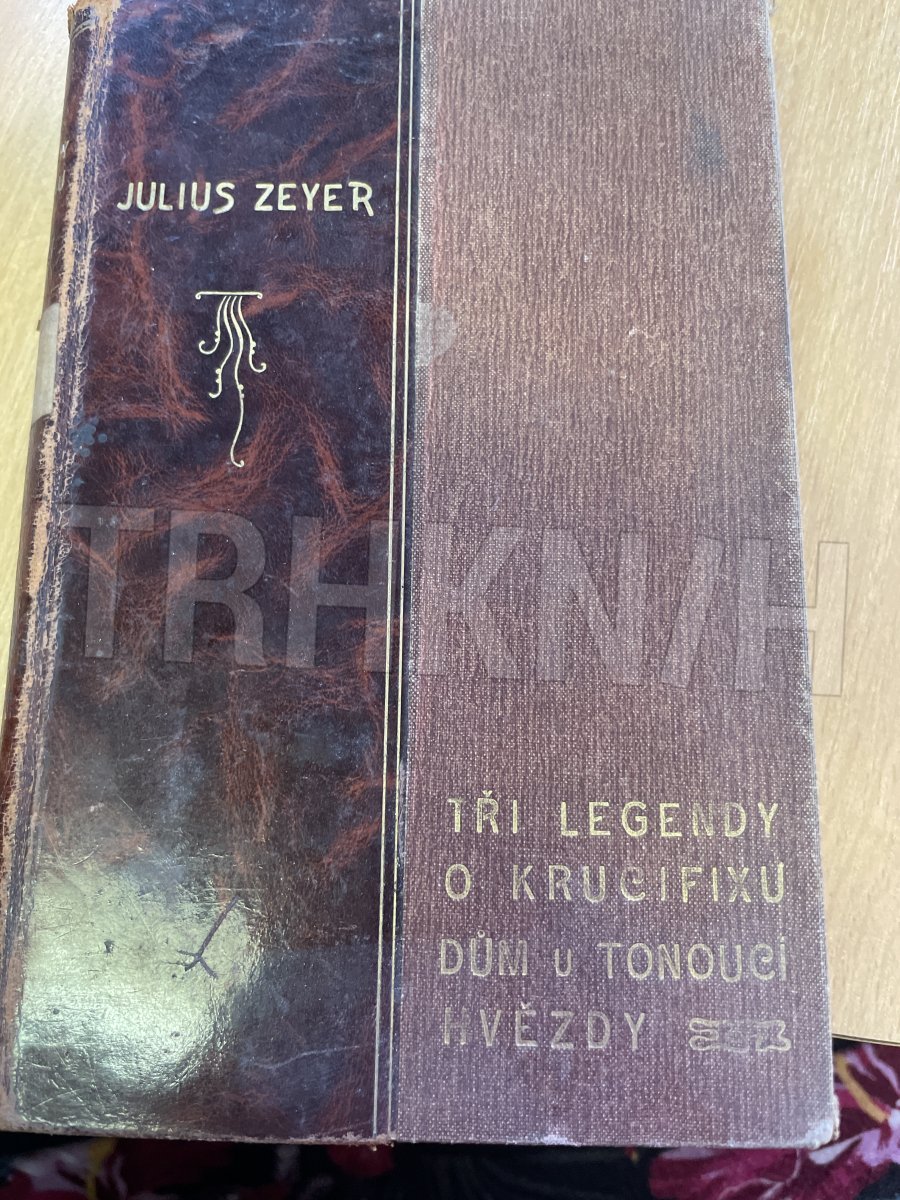 JULIUS ZEYER
TRHKNIH
TŘI LEGENDY
O KRUCIFIXU
DŮM U TONOUCÍ
HVĚZDY